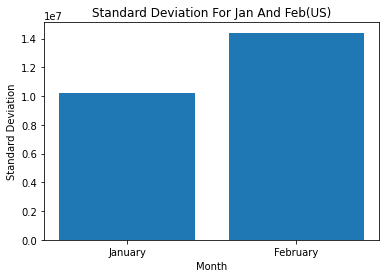 Standard Deviation For Jan And Feb(US)
1e7
1.4
1.2
1.0
0.8
0.6
0.4
0.2
0.0
Standard Deviation
January
February
Month